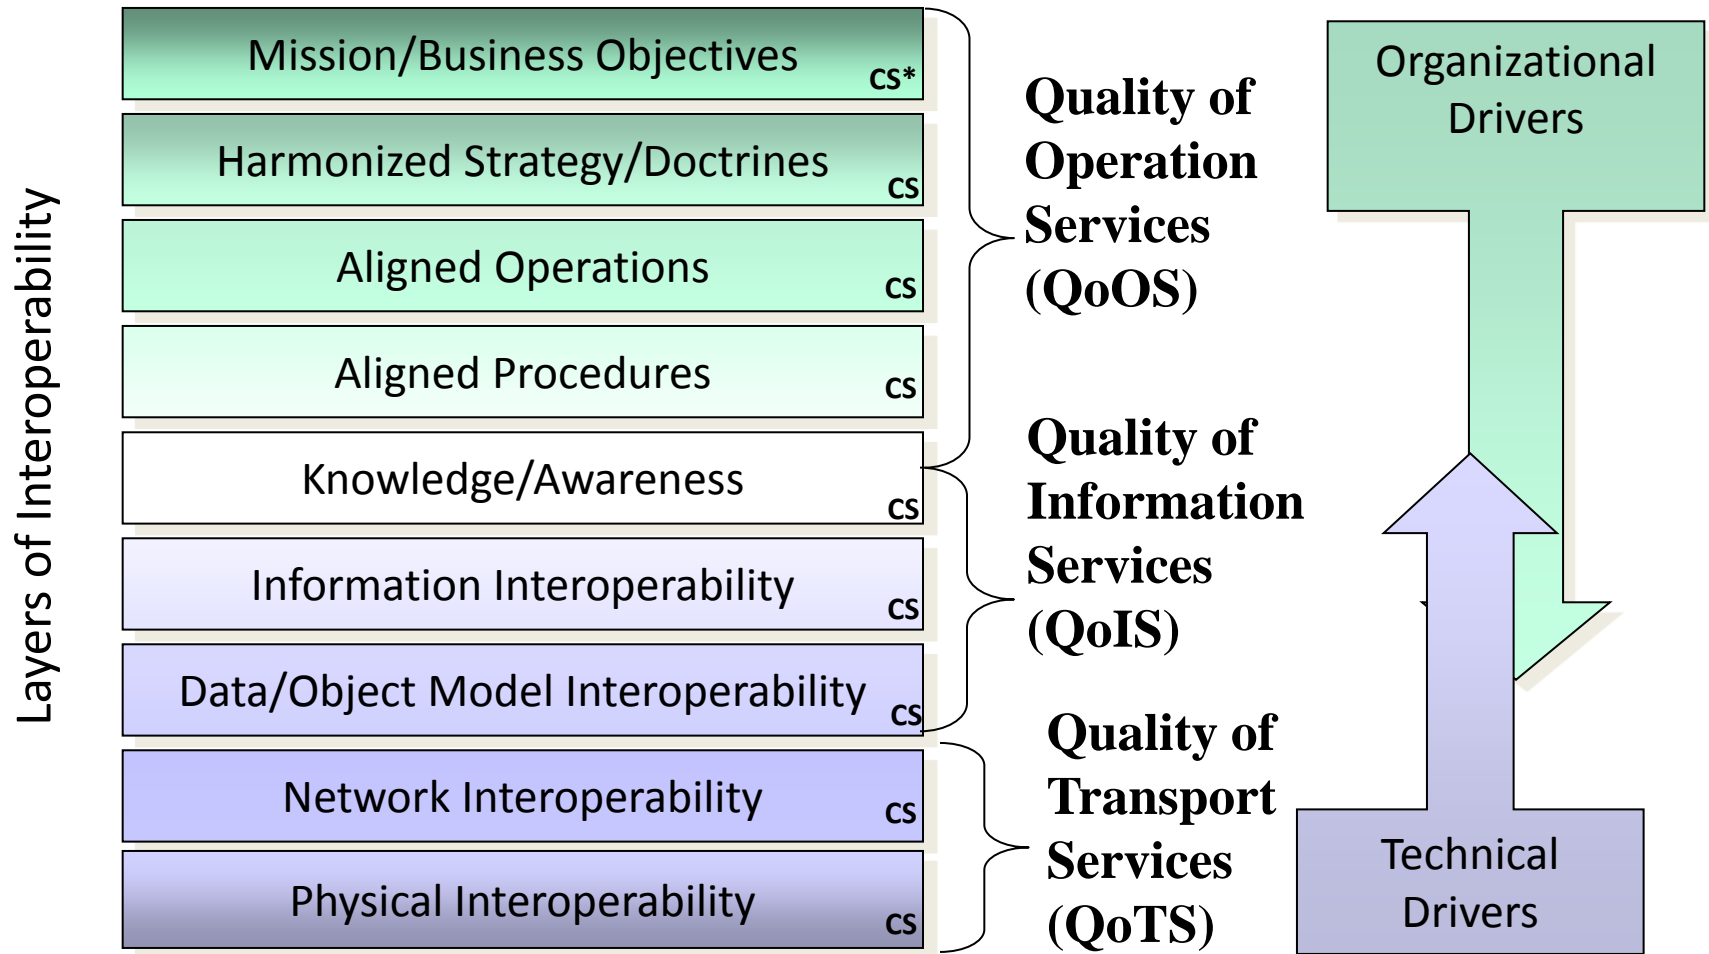 Layers of Interoperability
Mission/Business Objectives
CS*
Harmonized Strategy/Doctrines
CS
Aligned Operations
CS
Aligned Procedures
CS
Knowledge/Awareness
CS
Information Interoperability
CS
Data/Object Model Interoperability
CS
Network Interoperability
CS
Physical Interoperability
CS
Quality of
Operation
Services
(QoOS)
Quality of
Information
Services
(QoIS)
Quality of
Transport
Services
(QoTS)
Organizational
Drivers
Technical
Drivers